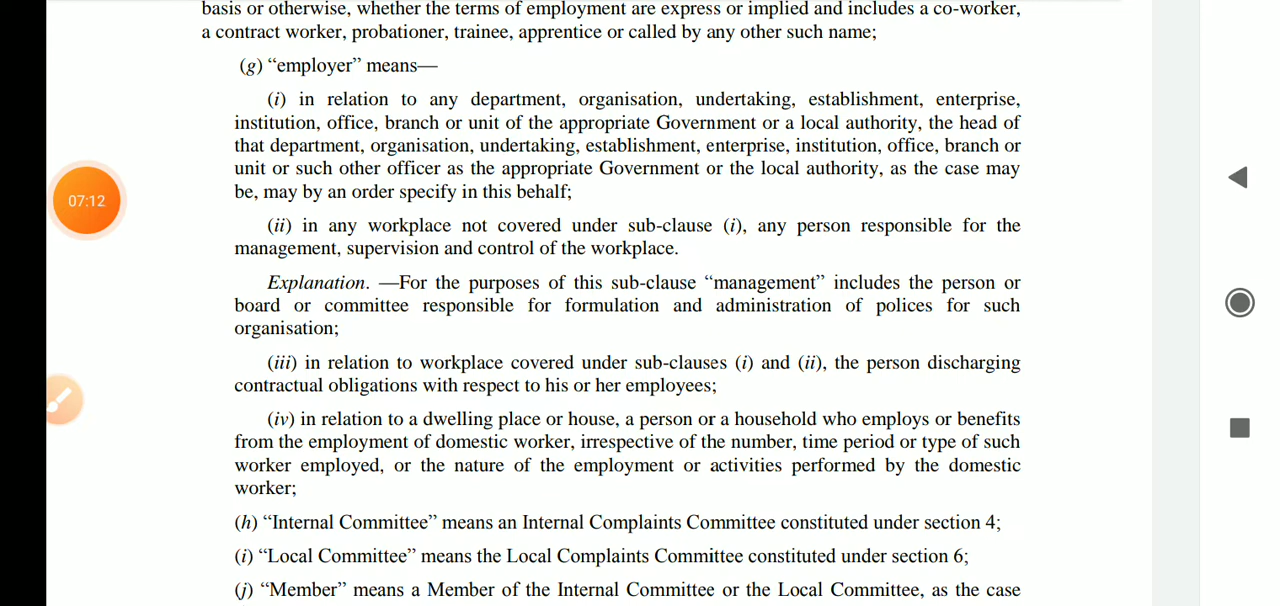 basis or otherwise, whether the terms of employment are express or implied and includes a co-worker,
a contract worker, probationer, trainee, apprentice or called by any other such name;
(g) “employer” means—
(i) in relation to any department, organisation, undertaking, establishment, enterprise,
institution, office, branch or unit of the appropriate Government or a local authority, the head of
that department, organisation, undertaking, establishment, enterprise, institution, office, branch or
unit or such other officer as the appropriate Government or the local authority, as the case may
be, may by an order specify in this behalf;
07:12
(ii) in any workplace not covered under sub-clause (i), any person responsible for the
management, supervision and control of the workplace.
Explanation. —For the purposes of this sub-clause “management” includes the person or
board or committee responsible for formulation and administration of polices for such
organisation;
(iii) in relation to workplace covered under sub-clauses (i) and (ii), the person discharging
contractual obligations with respect to his or her employees;
(iv) in relation to a dwelling place or house, a person or a household who employs or benefits
from the employment of domestic worker, irrespective of the number, time period or type of such
worker employed, or the nature of the employment or activities performed by the domestic
worker;
(h) “Internal Committee” means an Internal Complaints Committee constituted under section 4;
(i) “Local Committee” means the Local Complaints Committee constituted under section 6;
(j) “Member” means a Member of the Internal Committee or the Local Committee, as the case